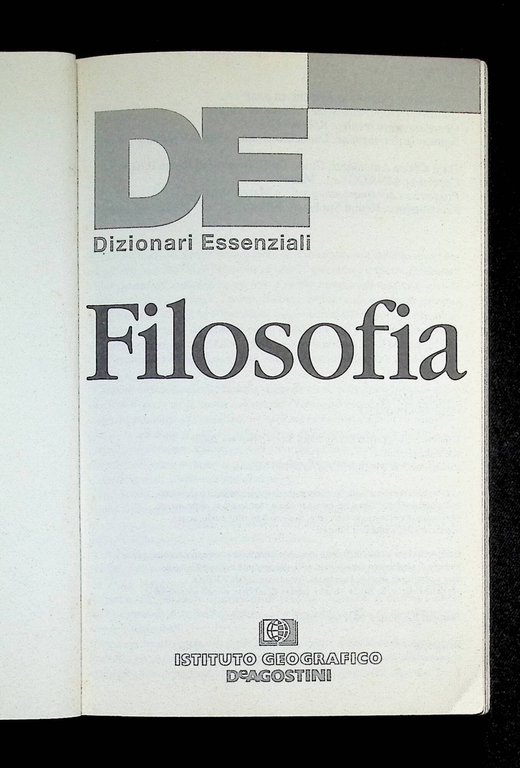 DE
Dizionari Essenziali
Filosofia
ISTITUTO GEOGRAFICO
DeAGOSTINI